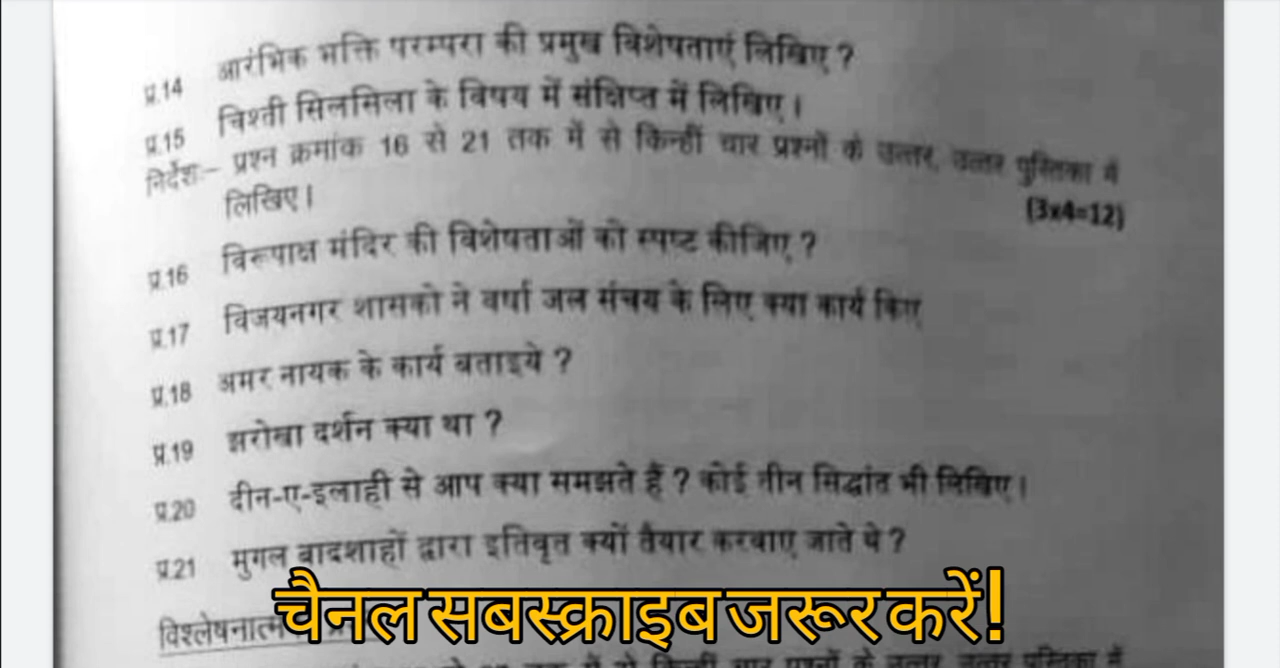 प्र.14 आरंभिक भक्ति परम्परा की प्रमुख विशेषताएं लिखिए ?
प्र.15 चिश्ती सिलसिला के विषय में संक्षिप्त में लिखिए।
निर्देशः– प्रश्न क्रमांक 16 से 21 तक में से किन्हीं चार प्रश्नों के उत्तर, उत्तर पुस्तिका में
लिखिए। (3x4=12)
प्र.16 विरूपाक्ष मंदिर की विशेषताओं को स्पष्ट कीजिए ?
प्र.17 विजयनगर शासको ने वर्षा जल संचय के लिए क्या कार्य किए
प्र.18 अमर नायक के कार्य बताइये ?
प्र.19 झरोखा दर्शन क्या था ?
प्र.20 दीन-ए-इलाही से आप क्या समझते हैं ? कोई तीन सिद्धांत भी लिखिए।
प्र.21 मुगल बादशाहों द्वारा इतिवृत क्यों तैयार करवाए जाते थे ?
चैनल सबस्क्राइब जरूर करें!